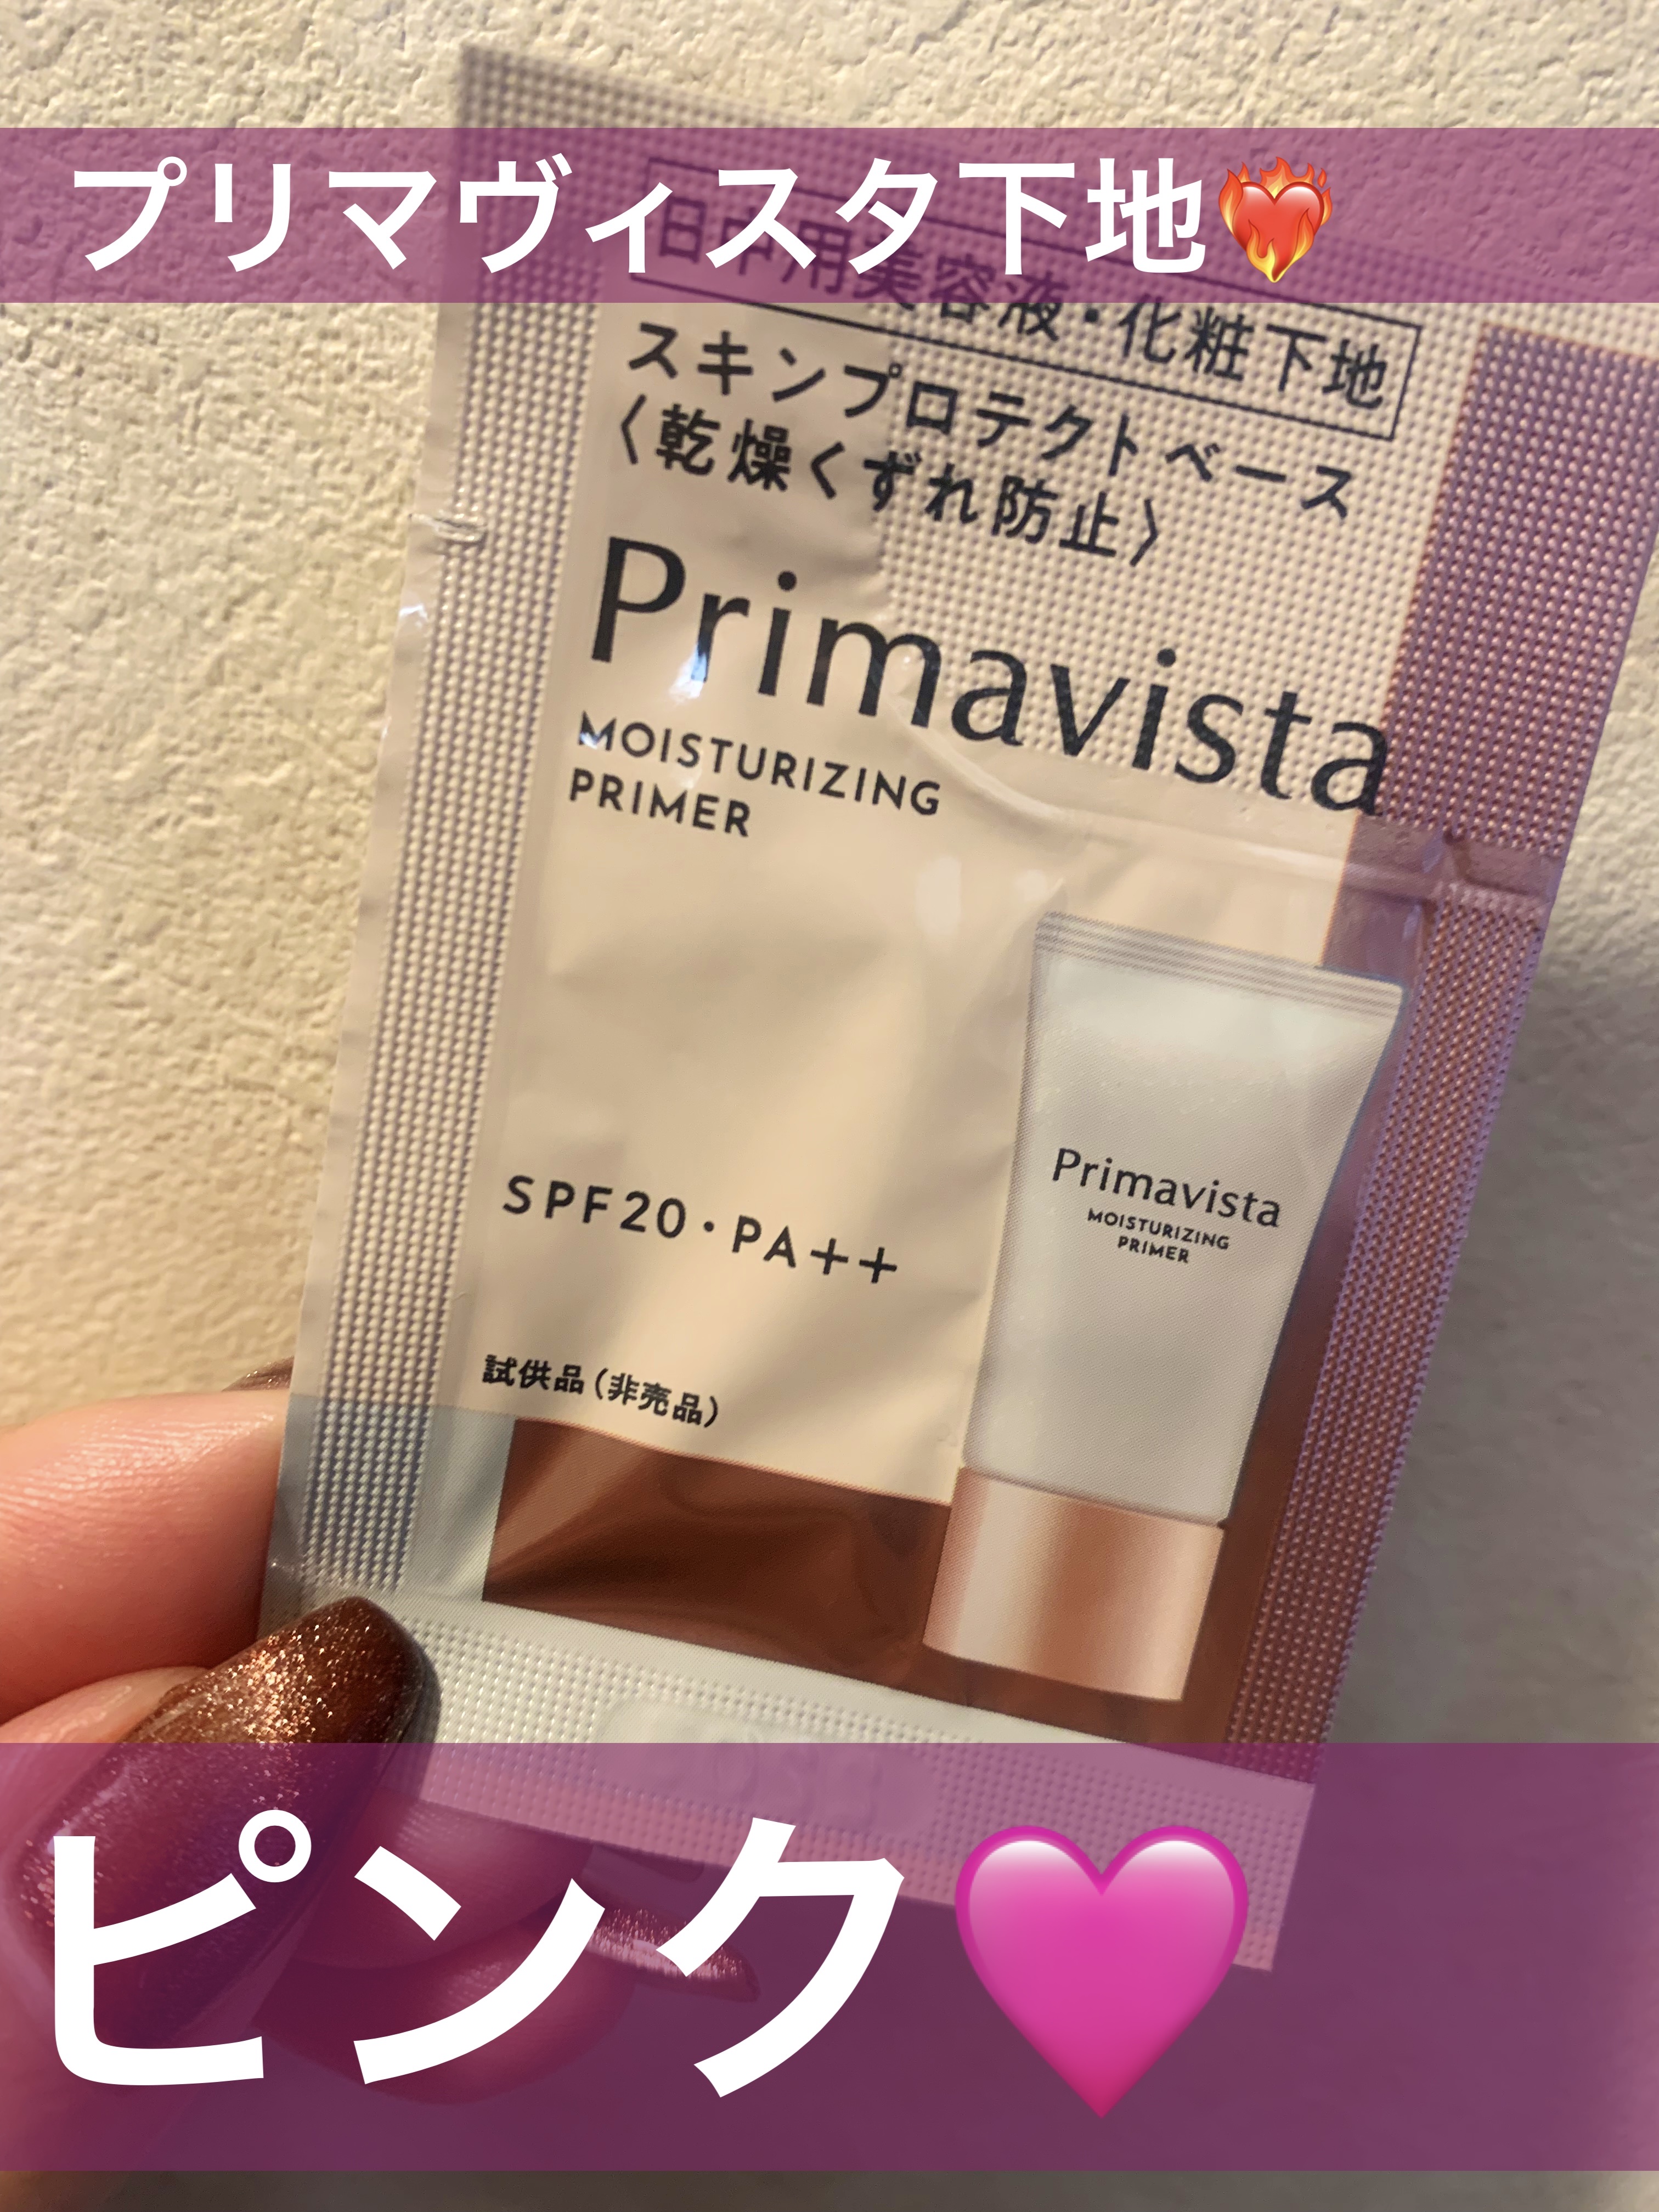 プリマヴィスタ下地❤️‍🔥
日中用美容液・化粧下地
スキンプロテクトベース
〈乾燥くずれ防止〉
Primavista
MOISTURIZING
PRIMER
Primavista
MOISTURIZING
PRIMER
SPF20・PA++
試供品(非売品)
ピンク🩷